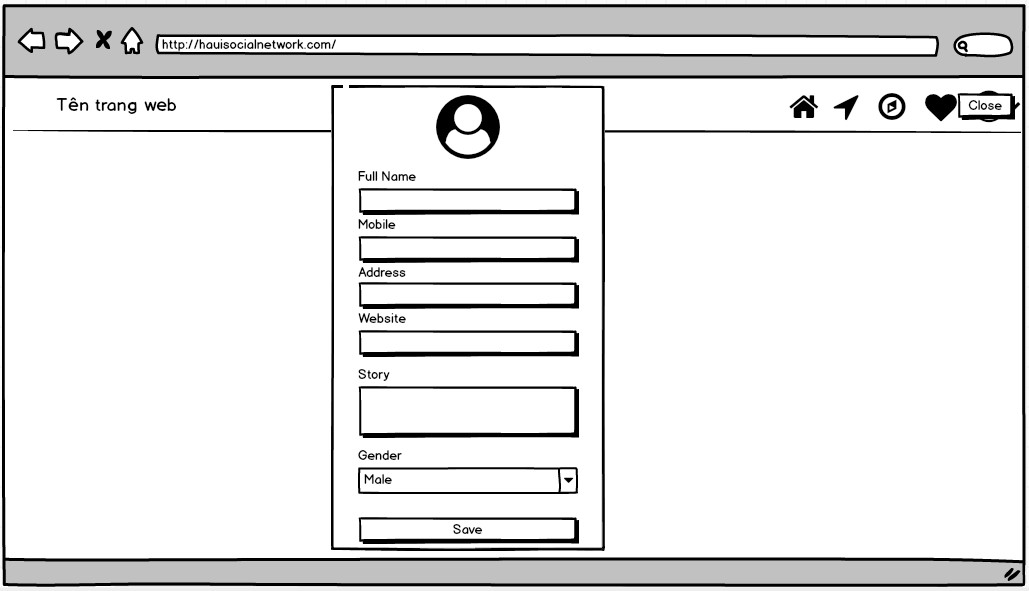 http://hauisocialnetwork.com/
Tên trang web
Close
Full Name
Mobile
Address
Website
Story
Gender
Male
Save